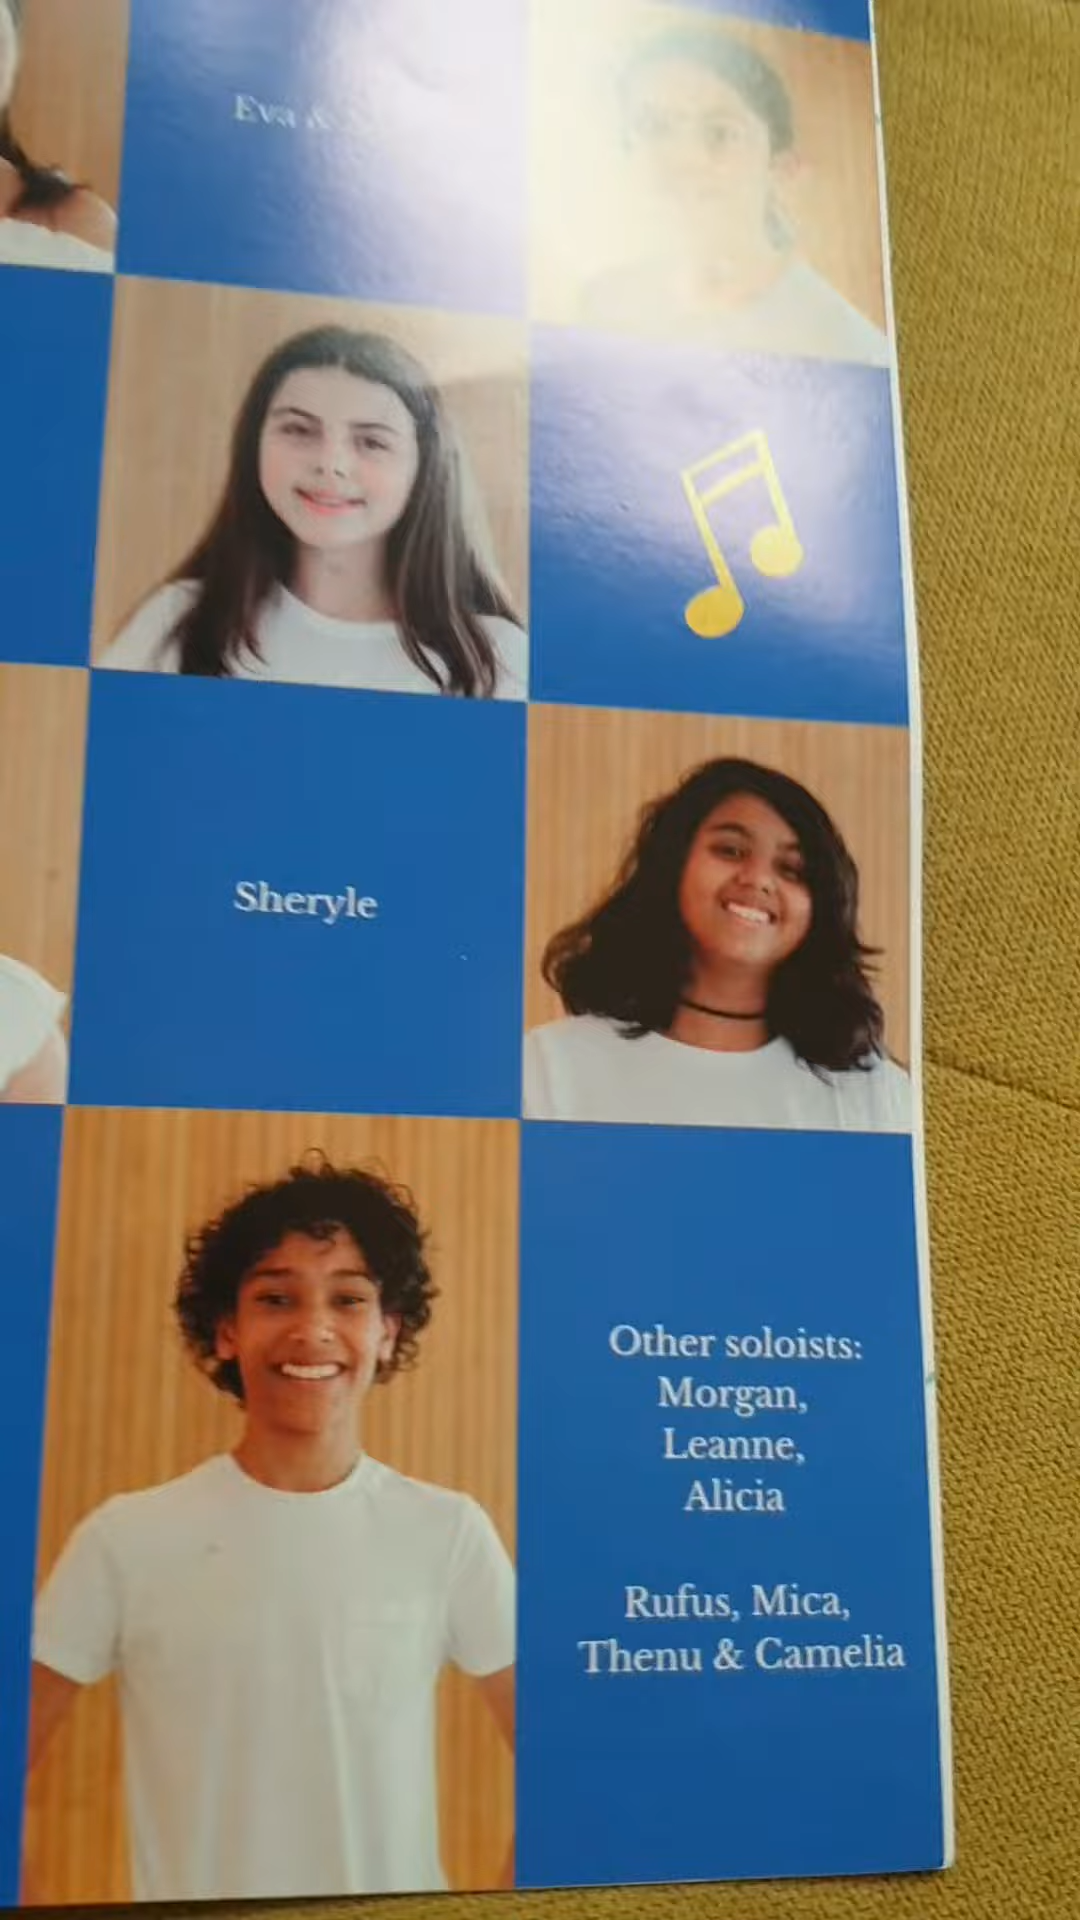 Eva &
Sheryle
Other soloists:
Morgan,
Leanne,
Alicia
Rufus, Mica,
Thenu & Camelia